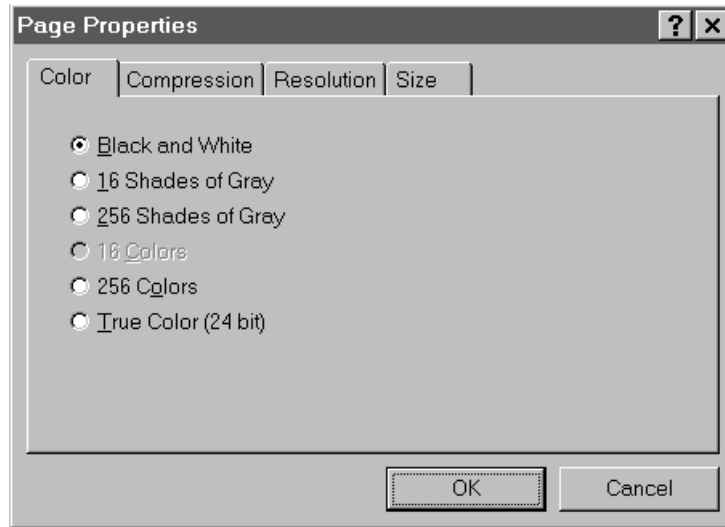 Page Properties
Color Compression Resolution Size
Black and White
16 Shades of Gray
256 Shades of Gray
16 Colors
256 Colors
True Color (24 bit)
OK Cancel